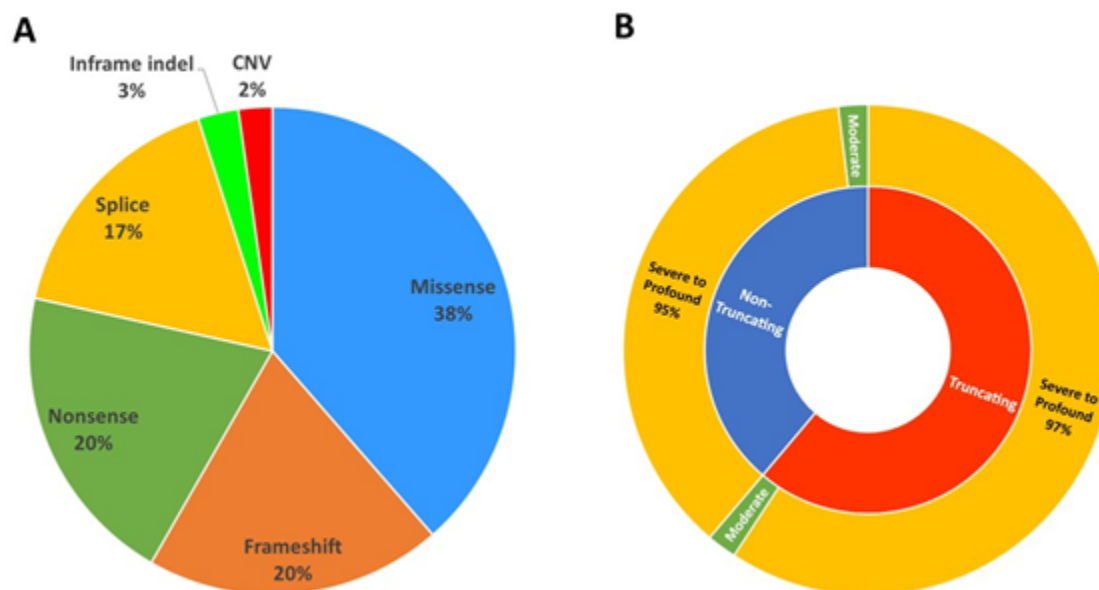 A
Inframe indel
3%
CNV
2%
Splice
17%
Missense
38%
Nonsense
20%
Frameshift
20%
B
Moderate
Severe to
Profound
95%
Non-
Truncating
Truncating
Severe to
Profound
97%
Moderate